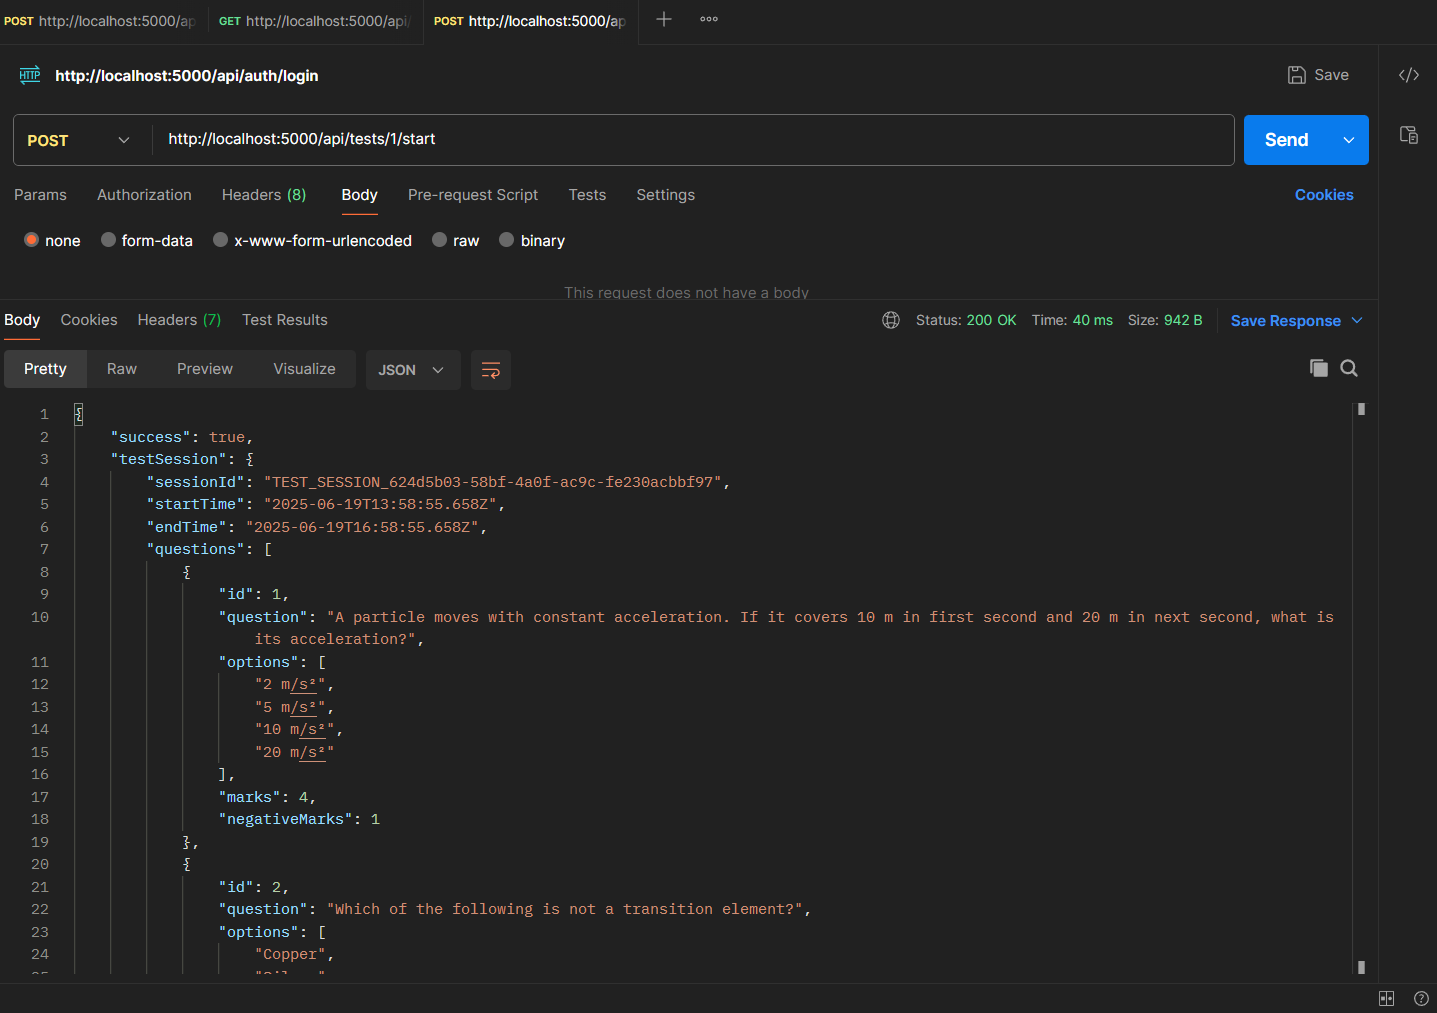 POST http://localhost:5000/ap GET http://localhost:5000/api/ POST http://localhost:5000/ap
HTTP http://localhost:5000/api/auth/login Save
POST http://localhost:5000/api/tests/1/start Send
Params Authorization Headers (8) Body Pre-request Script Tests Settings Cookies
none form-data x-www-form-urlencoded raw binary
This request does not have a body
Body Cookies Headers (7) Test Results Status: 200 OK Time: 40 ms Size: 942 B Save Response
Pretty Raw Preview Visualize JSON
1 {
2 "success": true,
3 "testSession": {
4 "sessionId": "TEST_SESSION_624d5b03-58bf-4a0f-ac9c-fe230acbbf97",
5 "startTime": "2025-06-19T13:58:55.658Z",
6 "endTime": "2025-06-19T16:58:55.658Z",
7 "questions": [
8 {
9 "id": 1,
10 "question": "A particle moves with constant acceleration. If it covers 10 m in first second and 20 m in next second, what is
its acceleration?",
11 "options": [
12 "2 m/s²",
13 "5 m/s²",
14 "10 m/s²",
15 "20 m/s²"
16 ],
17 "marks": 4,
18 "negativeMarks": 1
19 },
20 {
21 "id": 2,
22 "question": "Which of the following is not a transition element?",
23 "options": [
24 "Copper",